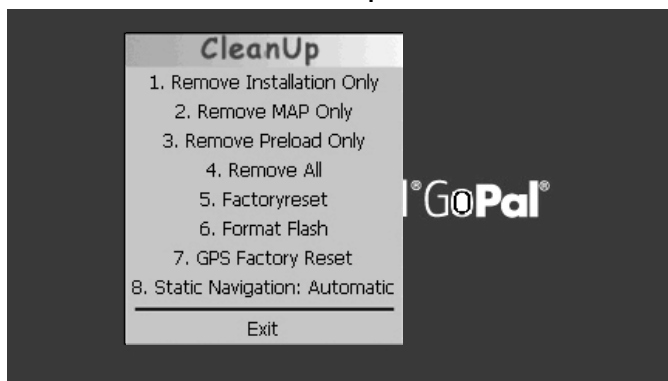 CleanUp
1. Remove Installation Only
2. Remove MAP Only
3. Remove Preload Only
4. Remove All
5. Factoryreset
6. Format Flash
7. GPS Factory Reset
8. Static Navigation: Automatic
Exit
®GoPal®